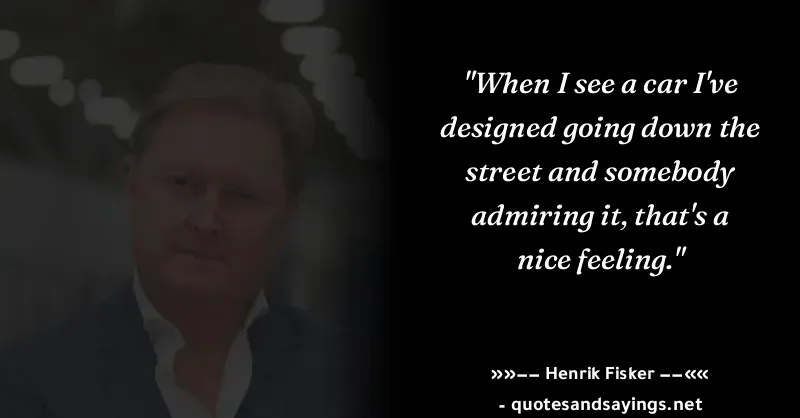 "When I see a car I've
designed going down the
street and somebody
admiring it, that's a
nice feeling."
»»−− Henrik Fisker −−««
- quotesandsayings.net